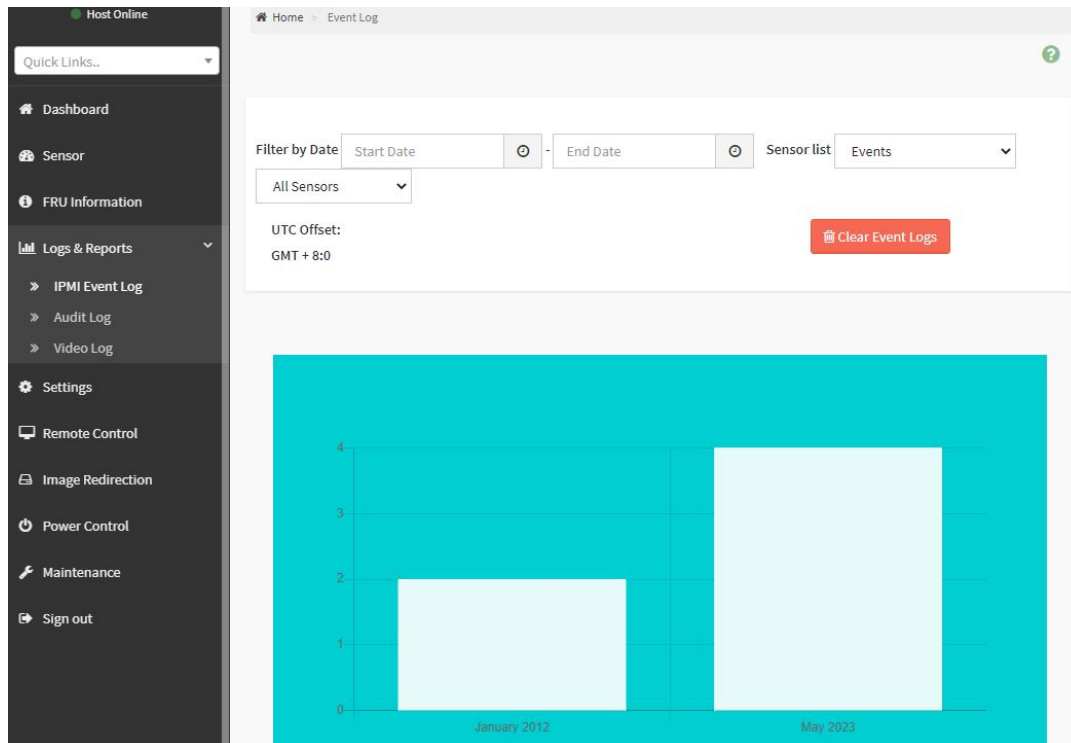 Host Online
Home > Event Log
Quick Links..
Dashboard
Sensor
FRU Information
Logs & Reports
IPMI Event Log
Audit Log
Video Log
Settings
Remote Control
Image Redirection
Power Control
Maintenance
Sign out
Filter by Date Start Date - End Date Sensor list Events
All Sensors
UTC Offset:
GMT + 8:0
Clear Event Logs
4
3
2
1
0
January 2012 May 2023